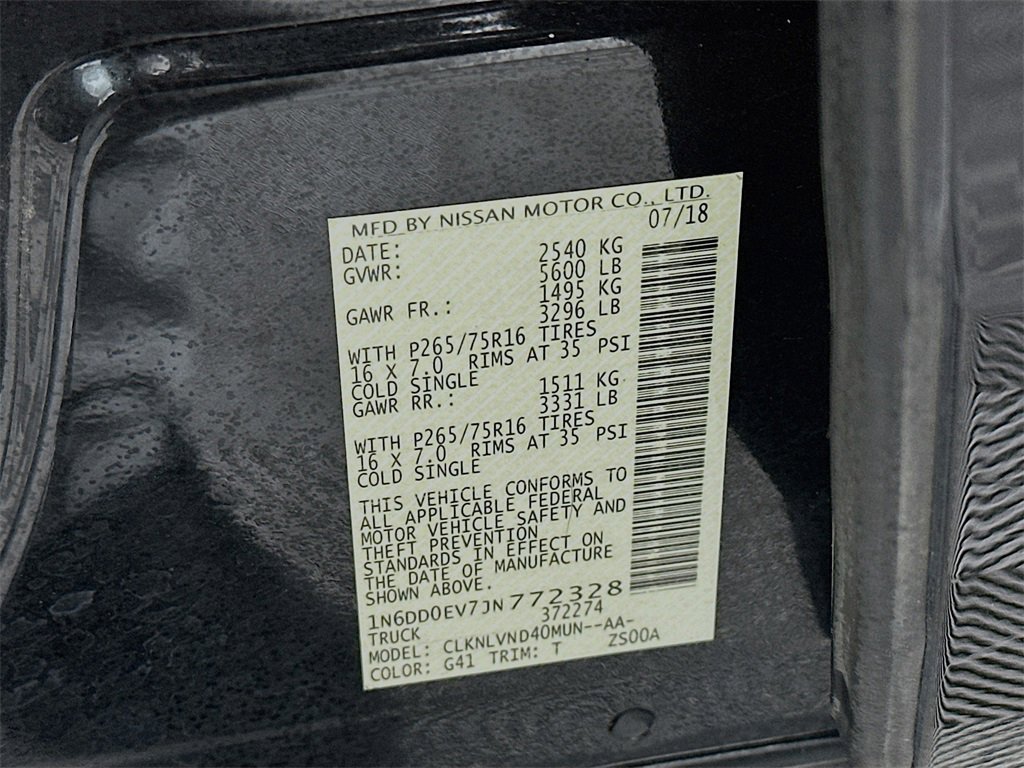 MFD BY NISSAN MOTOR CO., LTD.
DATE: 07/18
GVWR: 2540 KG
5600 LB
GAWR FR.: 1495 KG
3296 LB
WITH P265/75R16 TIRES
16 X 7.0 RIMS AT 35 PSI
COLD SINGLE
GAWR RR.: 1511 KG
3331 LB
WITH P265/75R16 TIRES
16 X 7.0 RIMS AT 35 PSI
COLD SINGLE
THIS VEHICLE CONFORMS TO
ALL APPLICABLE FEDERAL
MOTOR VEHICLE SAFETY AND
THEFT PREVENTION
STANDARDS IN EFFECT ON
THE DATE OF MANUFACTURE
SHOWN ABOVE.
1N6DD0EV7JN772328
TRUCK 372274
MODEL: CLKNLVND40MUN--AA-
COLOR: G41 TRIM: T ZS00A